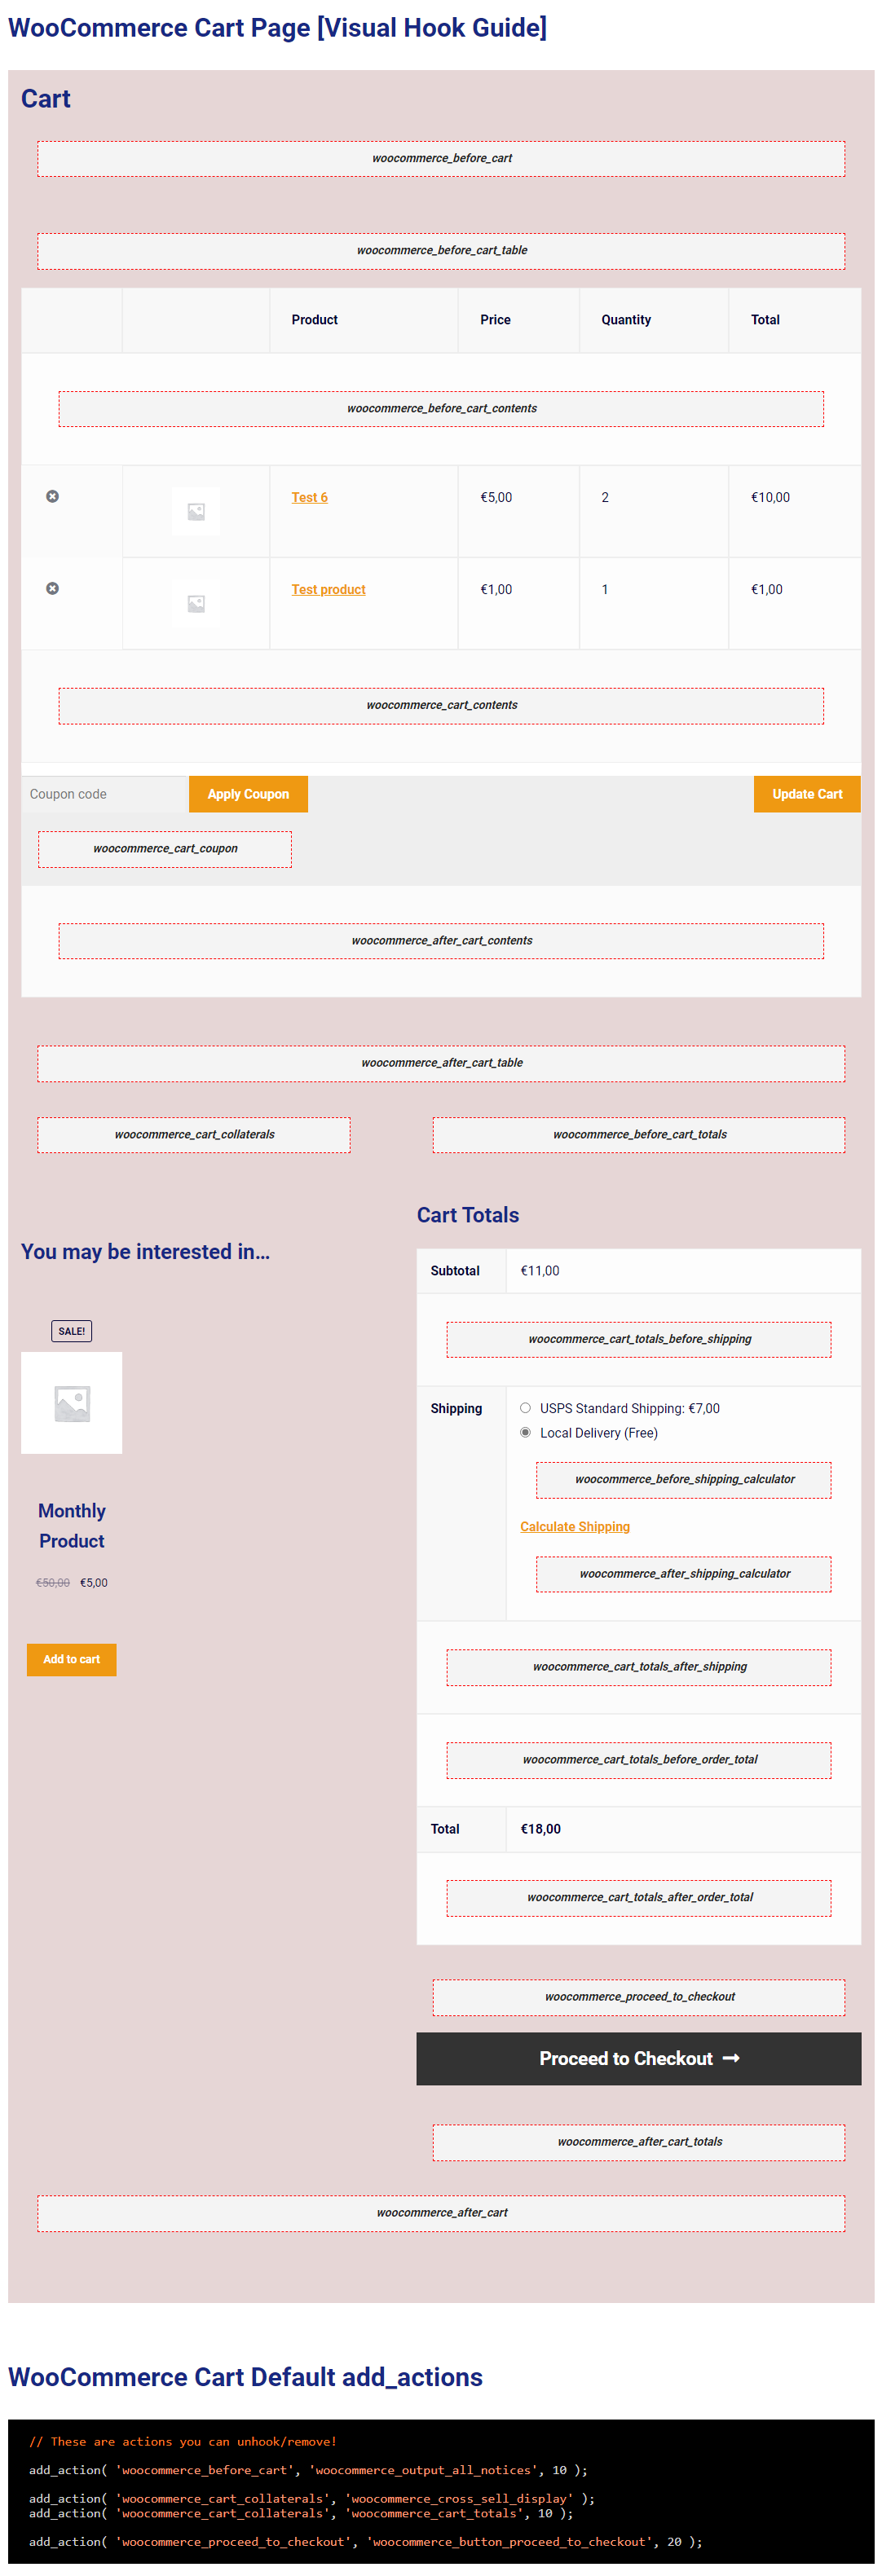 WooCommerce Cart Page [Visual Hook Guide]
Cart
woocommerce_before_cart
woocommerce_before_cart_table
Product Price Quantity Total
woocommerce_before_cart_contents
Test 6 €5,00 2 €10,00
Test product €1,00 1 €1,00
woocommerce_cart_contents
Coupon code Apply Coupon Update Cart
woocommerce_cart_coupon
woocommerce_after_cart_contents
woocommerce_after_cart_table
woocommerce_cart_collaterals
You may be interested in...
SALE!
Monthly
Product
€50,00 €5,00
Add to cart
woocommerce_before_cart_totals
Cart Totals
Subtotal €11,00
woocommerce_cart_totals_before_shipping
Shipping USPS Standard Shipping: €7,00
Local Delivery (Free)
woocommerce_before_shipping_calculator
Calculate Shipping
woocommerce_after_shipping_calculator
woocommerce_cart_totals_after_shipping
woocommerce_cart_totals_before_order_total
Total €18,00
woocommerce_cart_totals_after_order_total
woocommerce_proceed_to_checkout
Proceed to Checkout →
woocommerce_after_cart_totals
woocommerce_after_cart
WooCommerce Cart Default add_actions
// These are actions you can unhook/remove!
add_action( 'woocommerce_before_cart', 'woocommerce_output_all_notices', 10 );
add_action( 'woocommerce_cart_collaterals', 'woocommerce_cross_sell_display' );
add_action( 'woocommerce_cart_collaterals', 'woocommerce_cart_totals', 10 );
add_action( 'woocommerce_proceed_to_checkout', 'woocommerce_button_proceed_to_checkout', 20 );